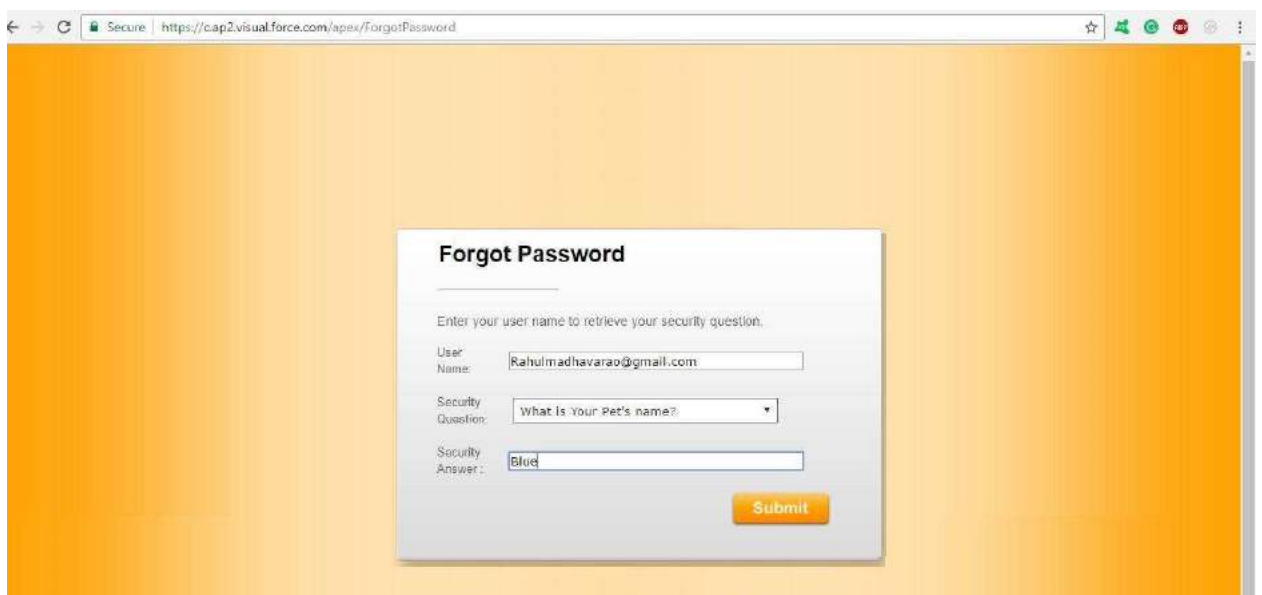 Secure https://c.ap2.visual.force.com/apex/ForgotPassword
Forgot Password
Enter your user name to retrieve your security question.
User
Name:
Rahulmadhavarao@gmail.com
Security
Question:
What is Your Pet's name?
Security
Answer :
Blue
Submit